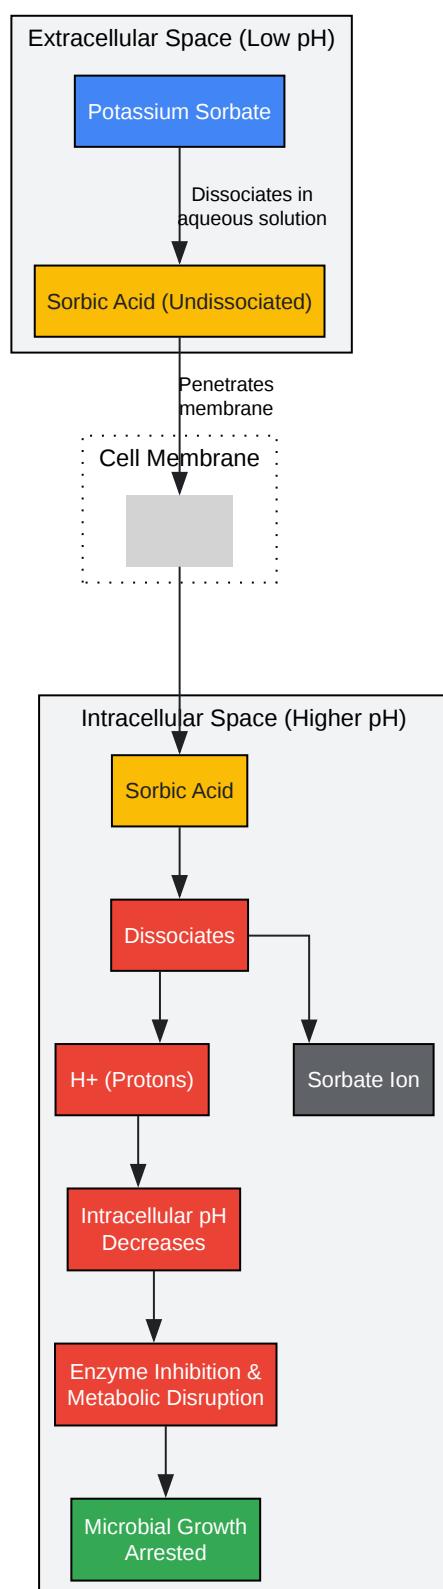 Extracellular Space (Low pH)
Potassium Sorbate
Dissociates in
aqueous solution
Sorbic Acid (Undissociated)
Penetrates
membrane
Cell Membrane
Intracellular Space (Higher pH)
Sorbic Acid
Dissociates
H+ (Protons)
Sorbate Ion
Intracellular pH
Decreases
Enzyme Inhibition &
Metabolic Disruption
Microbial Growth
Arrested